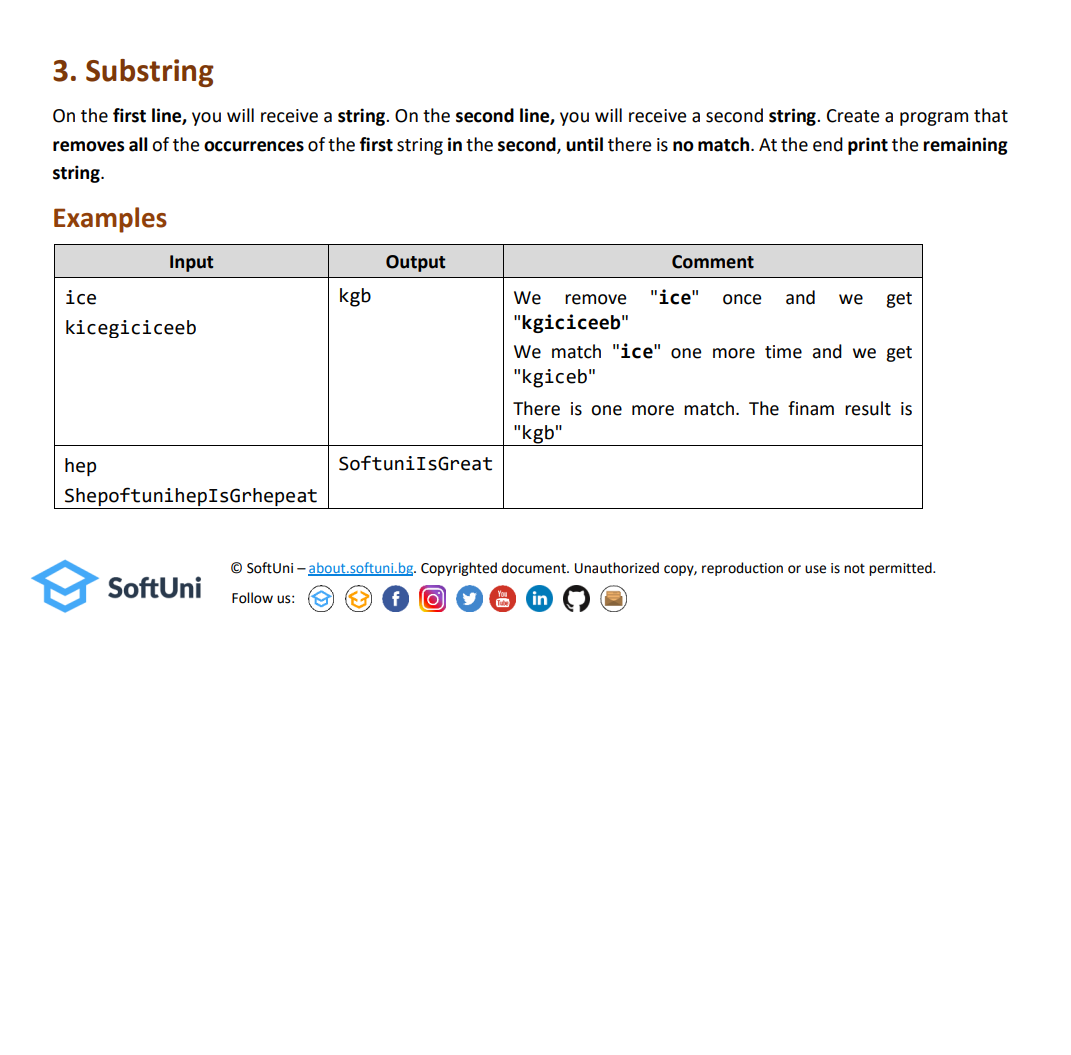 3. Substring
On the first line, you will receive a string. On the second line, you will receive a second string. Create a program that
removes all of the occurrences of the first string in the second, until there is no match. At the end print the remaining
string.
Examples
Input Output Comment
ice
kicegiciceeb
kgb
We remove "ice" once and we get
"kgiciceeb"
We match "ice" one more time and we get
"kgiceb"
There is one more match. The finam result is
"kgb"
hep
ShepoftunihepIsGrhepeat
SoftuniIsGreat
SoftUni
© SoftUni – about.softuni.bg. Copyrighted document. Unauthorized copy, reproduction or use is not permitted.
Follow us:
f
You
Tube
in